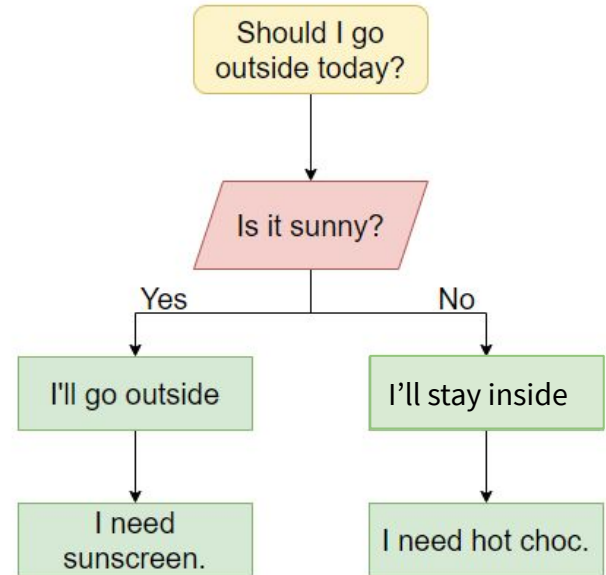 Should I go
outside today?
Is it sunny?
Yes
No
I'll go outside
I’ll stay inside
I need
sunscreen.
I need hot choc.